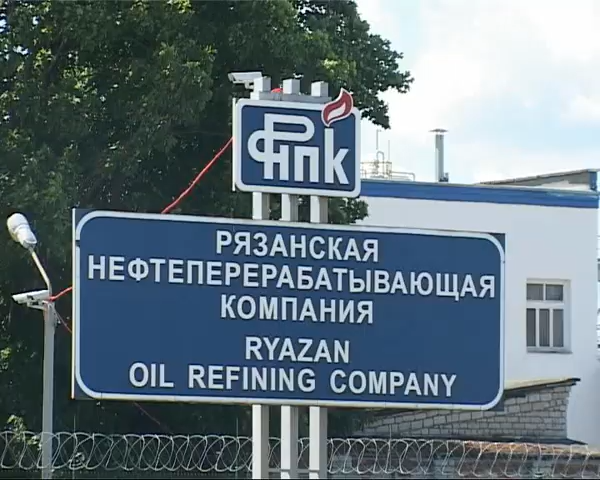 РНПК
РЯЗАНСКАЯ
НЕФТЕПЕРЕРАБАТЫВАЮЩАЯ
КОМПАНИЯ
RYAZAN
OIL REFINING COMPANY